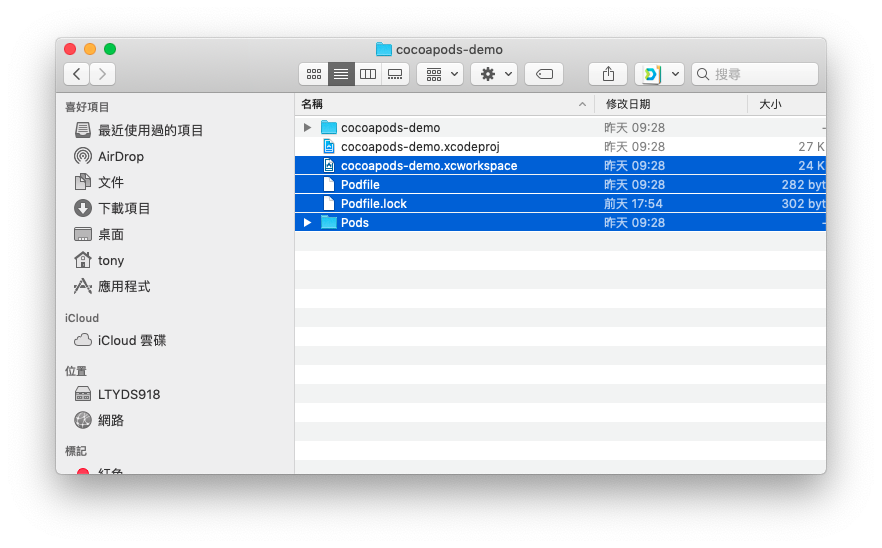 cocoapods-demo
搜尋
喜好項目
最近使用過的項目
AirDrop
文件
下載項目
桌面
tony
應用程式
iCloud
iCloud 雲碟
位置
LTYDS918
網路
標記
紅色
名稱 修改日期 大小
cocoapods-demo 昨天 09:28 -
cocoapods-demo.xcodeproj 昨天 09:28 27 K
cocoapods-demo.xcworkspace 昨天 09:28 24 K
Podfile 昨天 09:28 282 byt
Podfile.lock 前天 17:54 302 byt
Pods 昨天 09:28 -